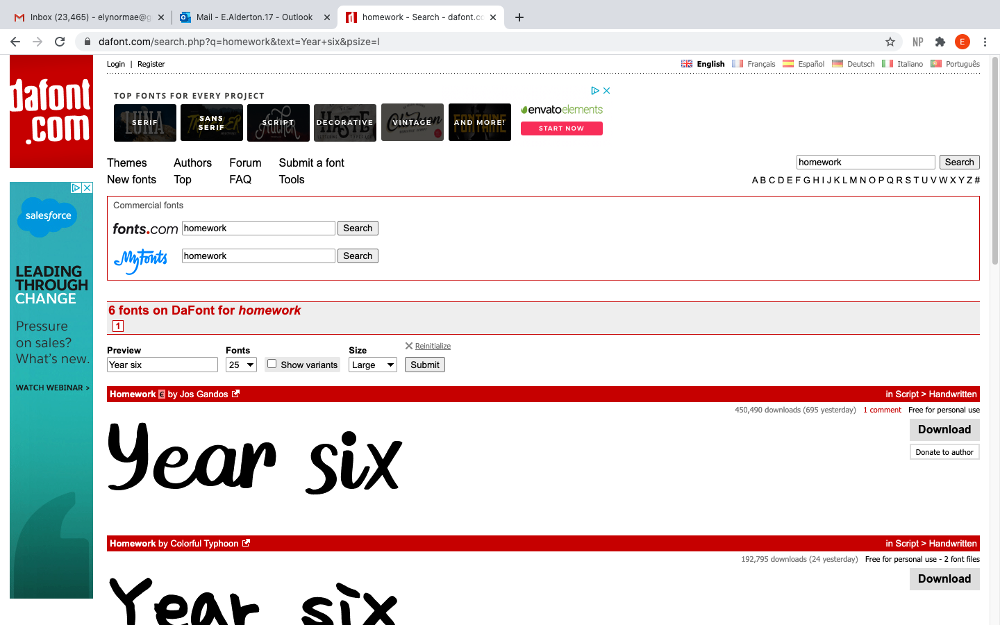 Inbox (23,465) - elynormae@g
Mail - E.Alderton.17 - Outlook
homework - Search - dafont.co
dafont.com/search.php?q=homework&text=Year+six&psize=l
NP
E
dafont
.com
Login | Register
English Français Español Deutsch Italiano Português
TOP FONTS FOR EVERY PROJECT
LUNA
SERIF
SANS SERIF
SCRIPT
HASTE
DECORATIVE
VINTAGE
FONTAINE
AND MORE!
envatoelements
START NOW
Themes Authors Forum Submit a font
New fonts Top FAQ Tools
homework Search
A B C D E F G H I J K L M N O P Q R S T U V W X Y Z #
salesforce
LEADING
THROUGH
CHANGE
Pressure
on sales?
What's new.
WATCH WEBINAR >
Commercial fonts
fonts.com homework Search
MyFonts homework Search
6 fonts on DaFont for homework
1
Reinitialize
Preview Fonts Size
Year six 25 Show variants Large Submit
Homework € by Jos Gandos in Script > Handwritten
450,490 downloads (695 yesterday) 1 comment Free for personal use
Download
Donate to author
Year six
Homework by Colorful Typhoon in Script > Handwritten
192,795 downloads (24 yesterday) Free for personal use - 2 font files
Download
Year six